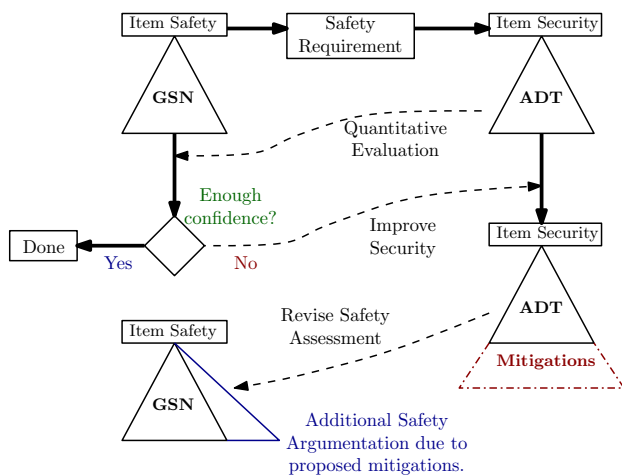 Item Safety
Safety
Requirement
Item Security
GSN
ADT
Quantitative
Evaluation
Enough
confidence?
Improve
Security
Item Security
Done
Yes
No
ADT
Revise Safety
Assessment
Item Safety
Mitigations
GSN
Additional Safety
Argumentation due to
proposed mitigations.